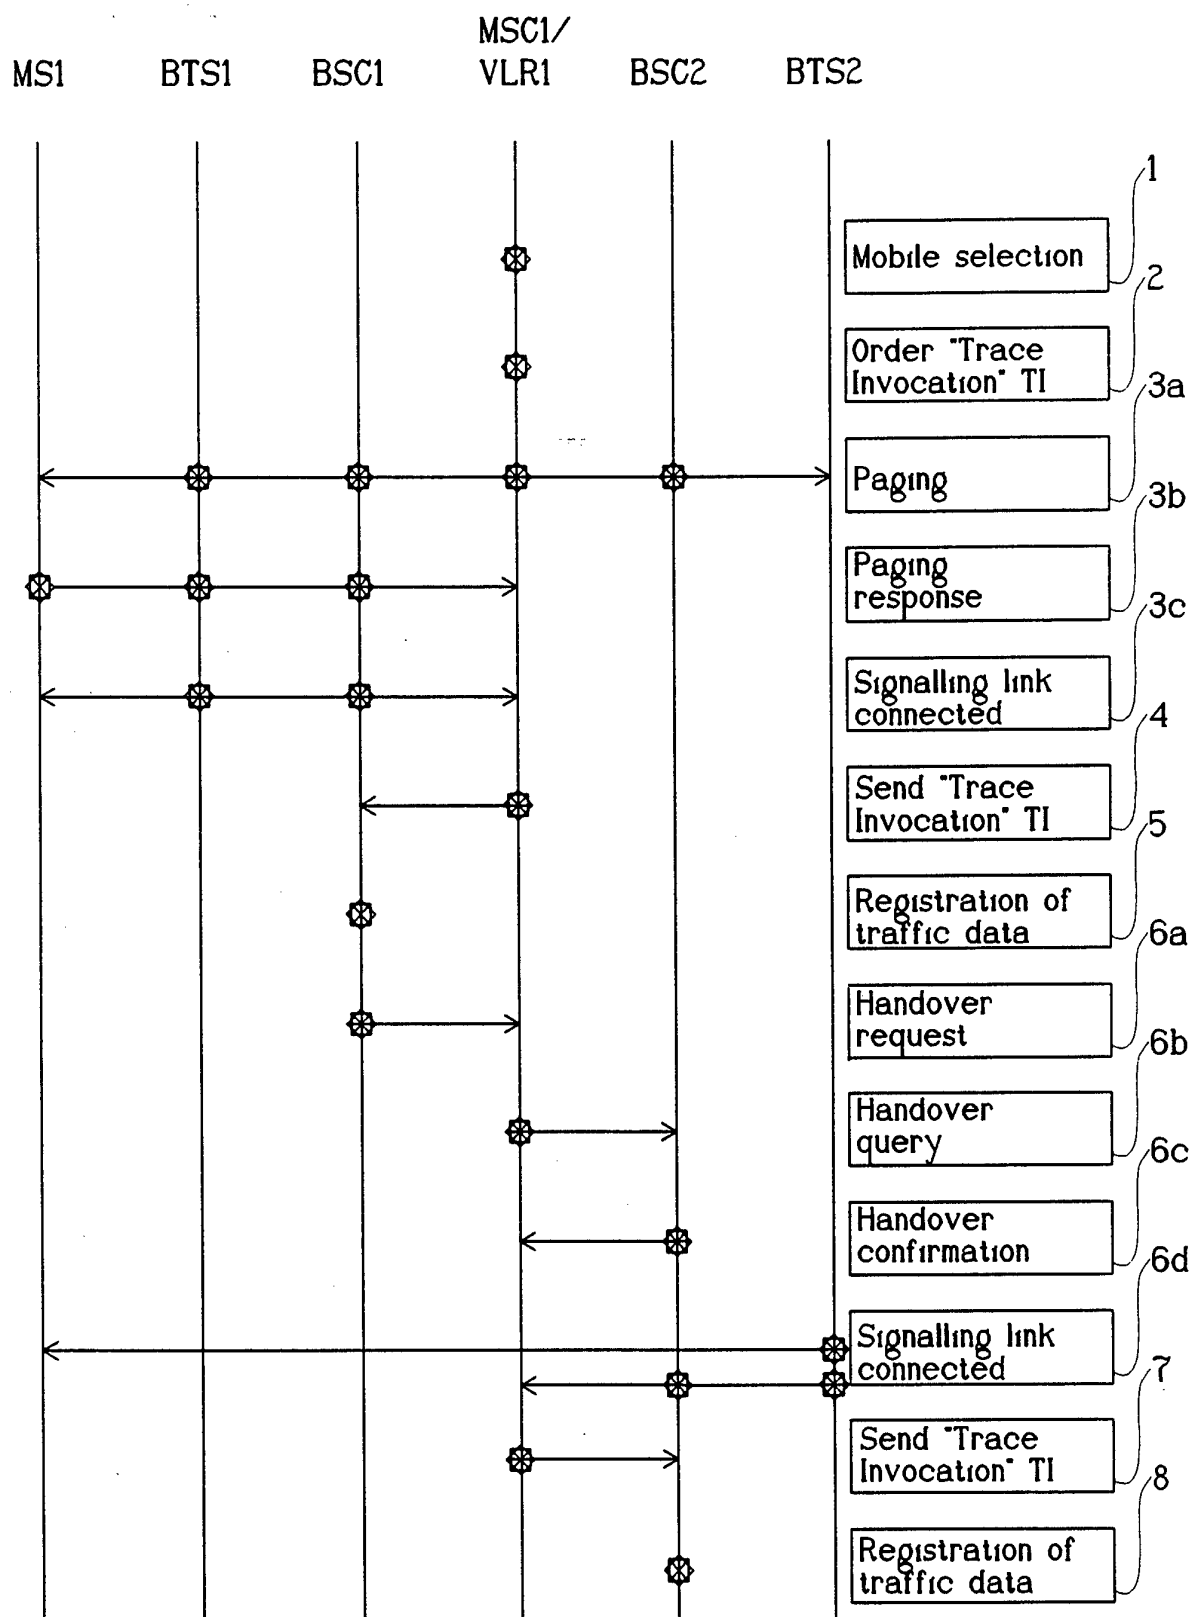 MSC1/
MS1 BTS1 BSC1 VLR1 BSC2 BTS2
1
Mobile selection
2
Order "Trace
Invocation" TI
3a
Paging
3b
Paging
response
3c
Signalling link
connected
4
Send "Trace
Invocation" TI
5
Registration of
traffic data
6a
Handover
request
6b
Handover
query
6c
Handover
confirmation
6d
Signalling link
connected
7
Send "Trace
Invocation" TI
8
Registration of
traffic data